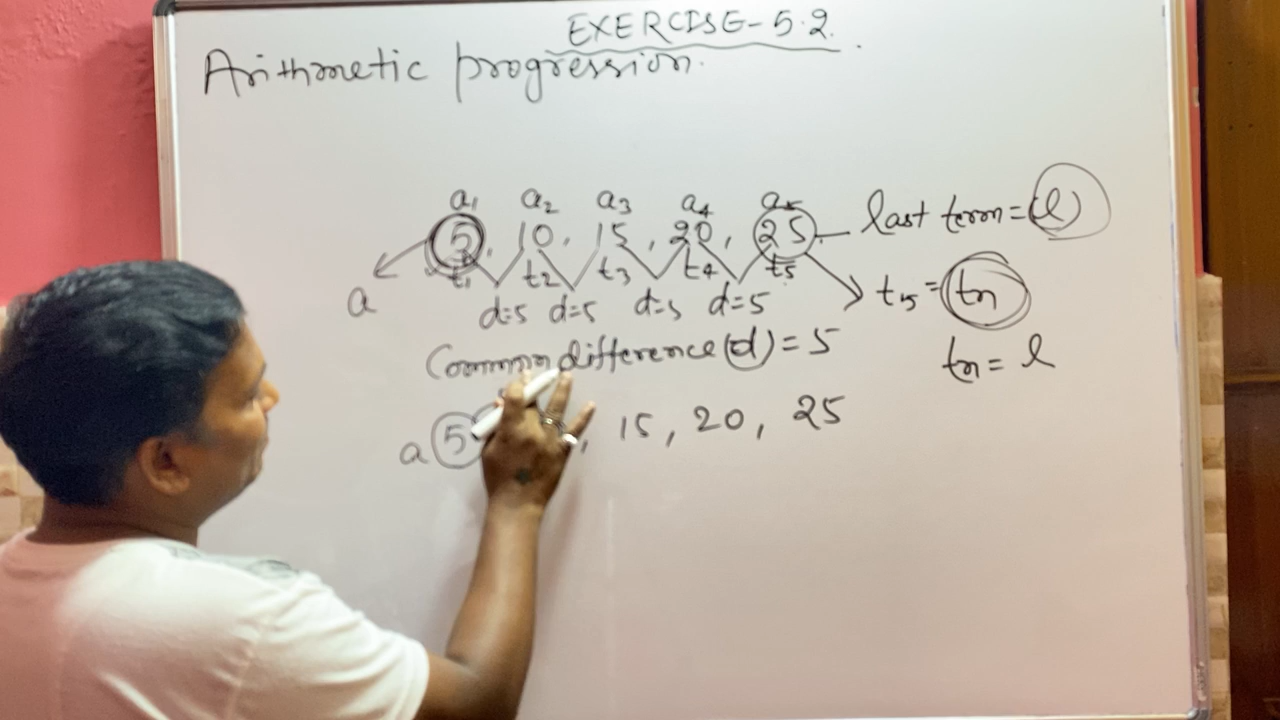 EXERCISE-5.2.
Arithmetic progression.
a1 a2 a3 a4 a5
5, 10, 15, 20, 25 last term = (l)
t1 t2 t3 t4 t5
a
t5 = tn
d=5 d=5 d=5 d=5
Common difference (d) = 5
tn = l
a 5 , 15, 20, 25